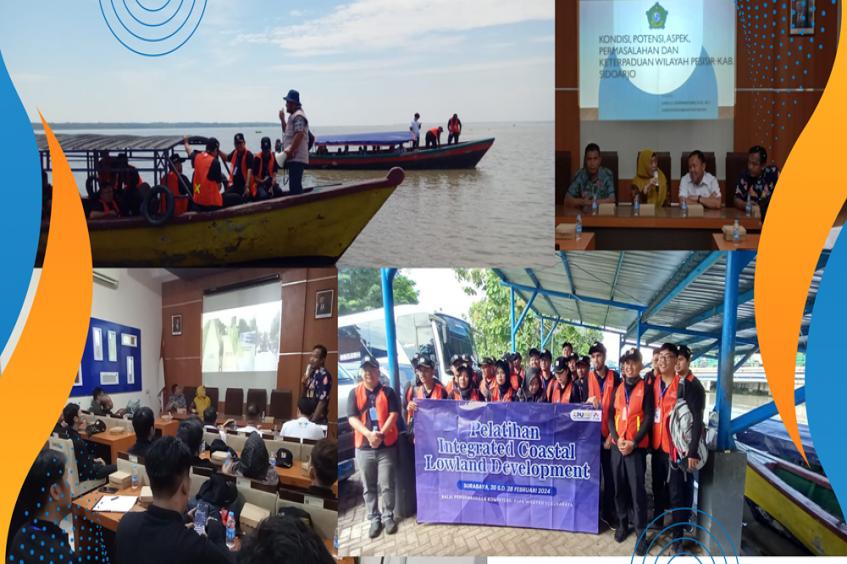 KONDISI, POTENSI, ASPEK,
PERMASALAHAN DAN
KETERPADUAN WILAYAH PESISIR KAB.
SIDOARJO
Pelatihan
Integrated Coastal
Lowland Development
SURABAYA, 20 S.D. 28 FEBRUARI 2024